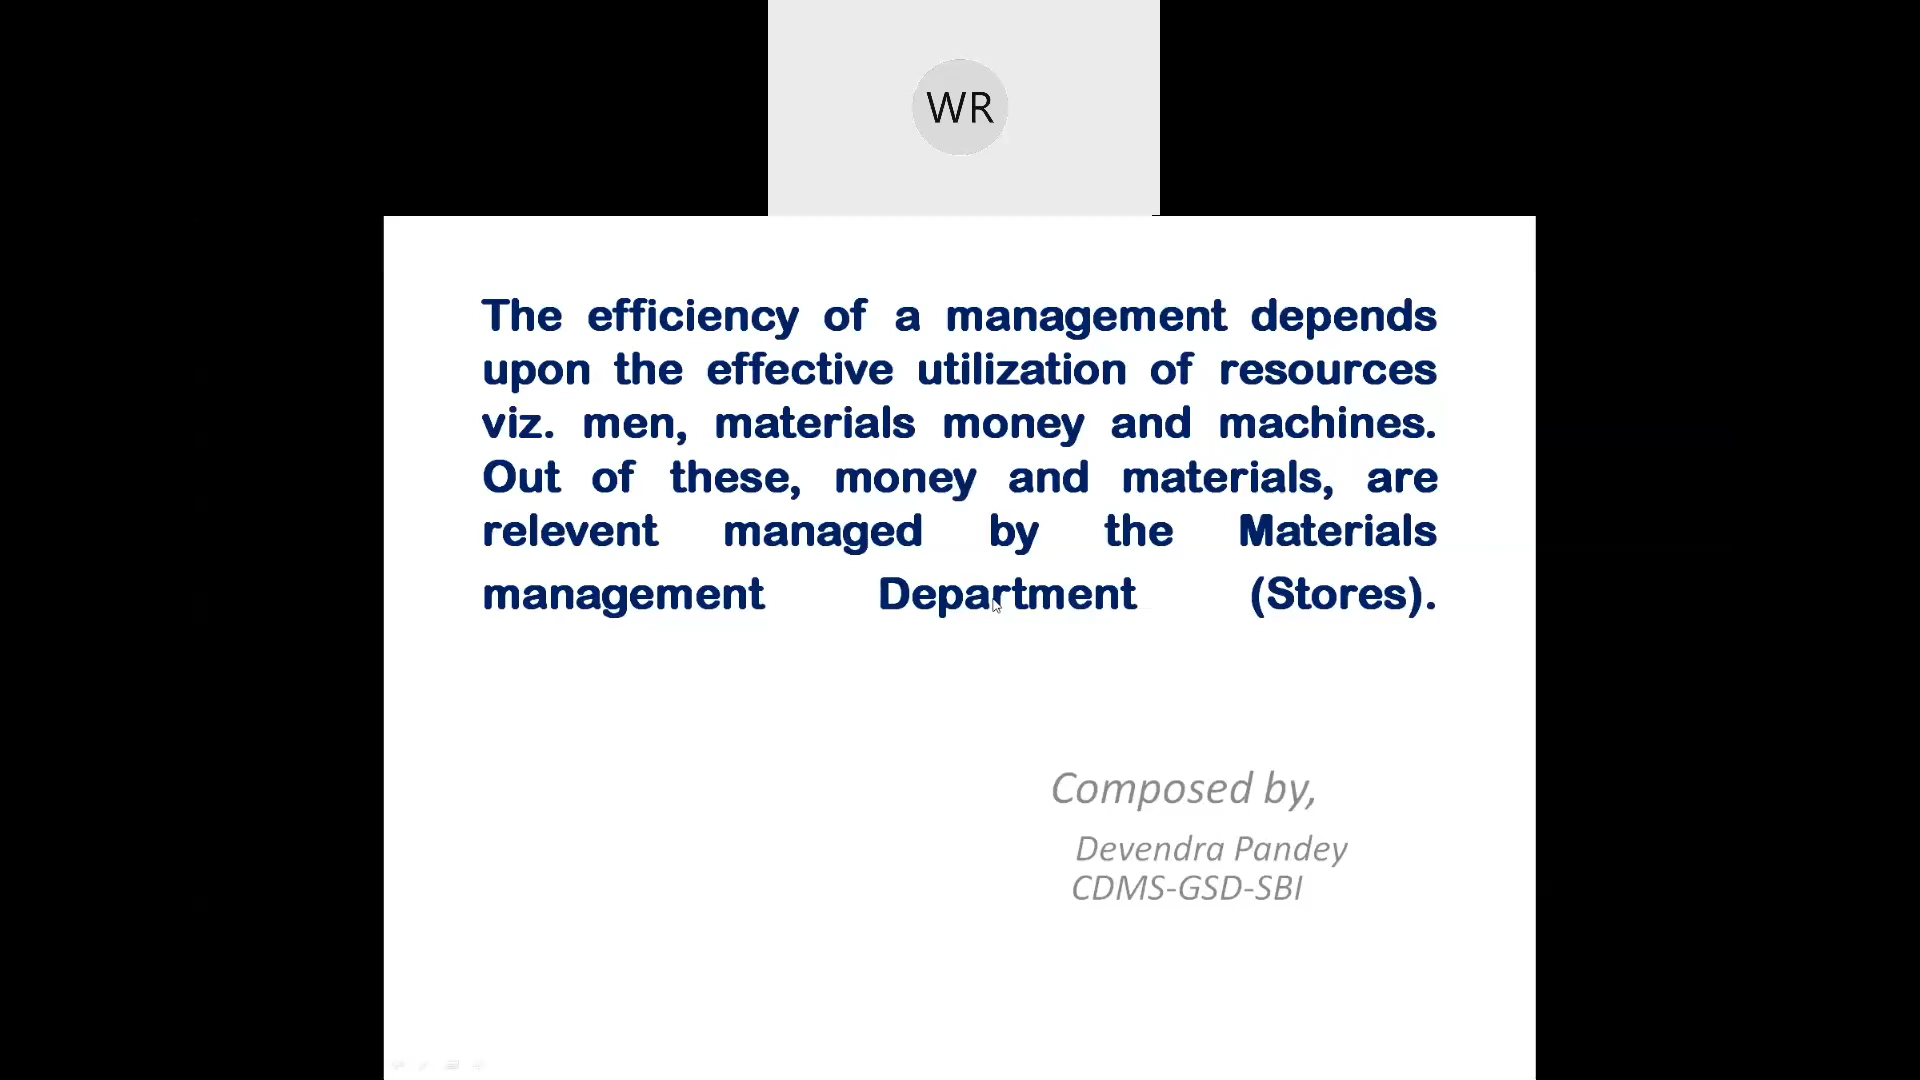 WR
The efficiency of a management depends
upon the effective utilization of resources
viz. men, materials money and machines.
Out of these, money and materials, are
relevent managed by the Materials
management Department (Stores).
Composed by,
Devendra Pandey
CDMS-GSD-SBI